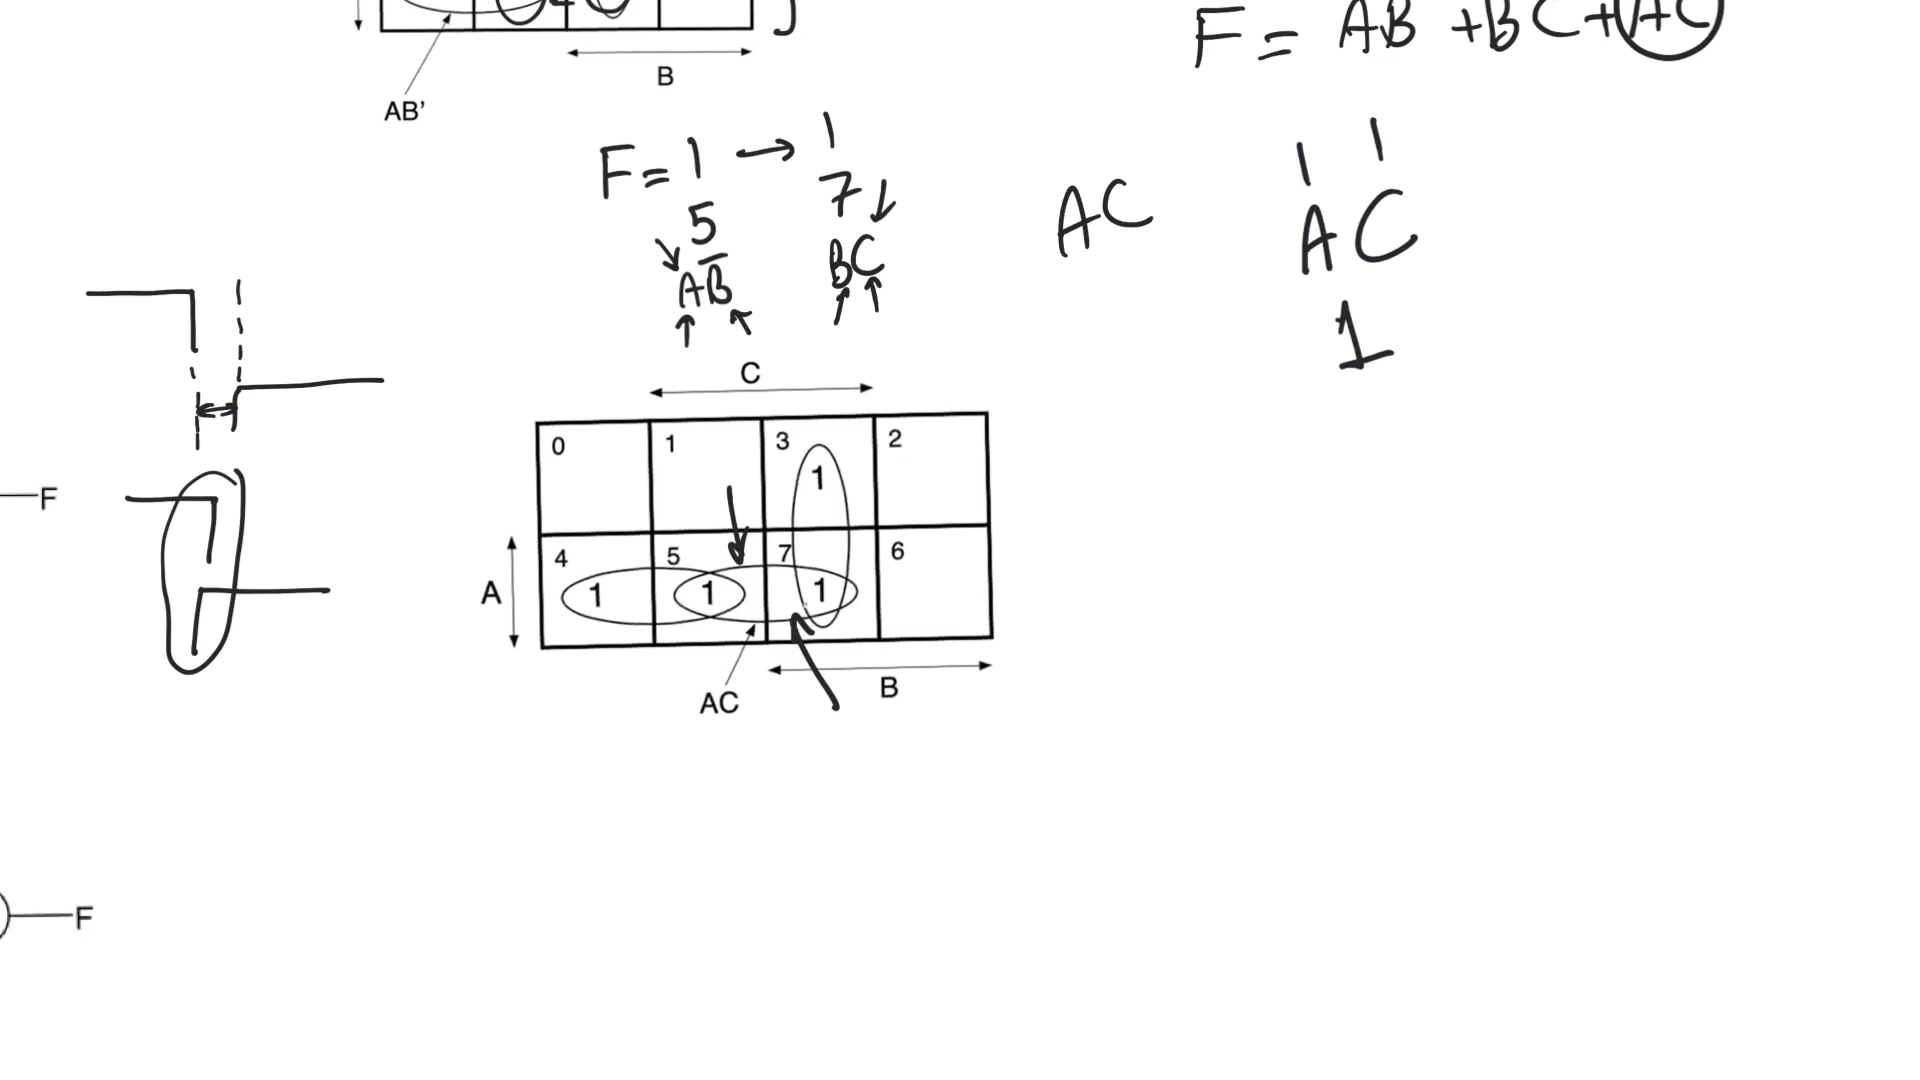 F = AB + BC + AC
B
AB'
F = 1 → 1
5 7
AB̅ BC
AC
1 1
AC
1
C
0 1 3 2
1
A
4 5 7 6
1 1 1
AC
B
F
F